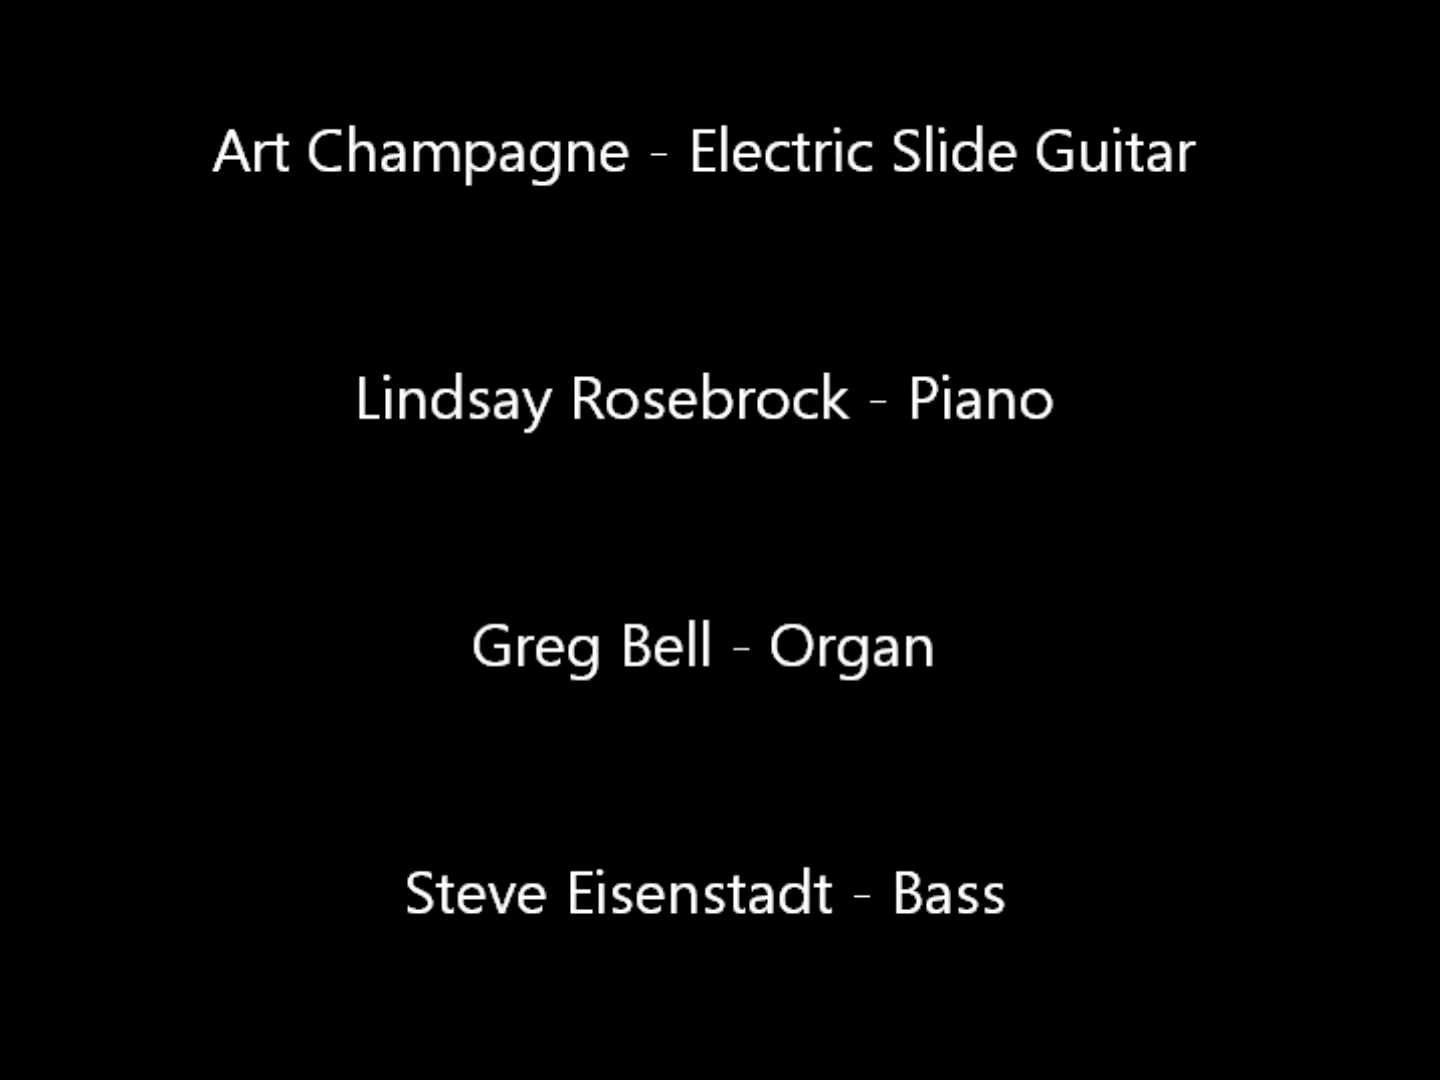 Art Champagne - Electric Slide Guitar
Lindsay Rosebrock - Piano
Greg Bell - Organ
Steve Eisenstadt - Bass